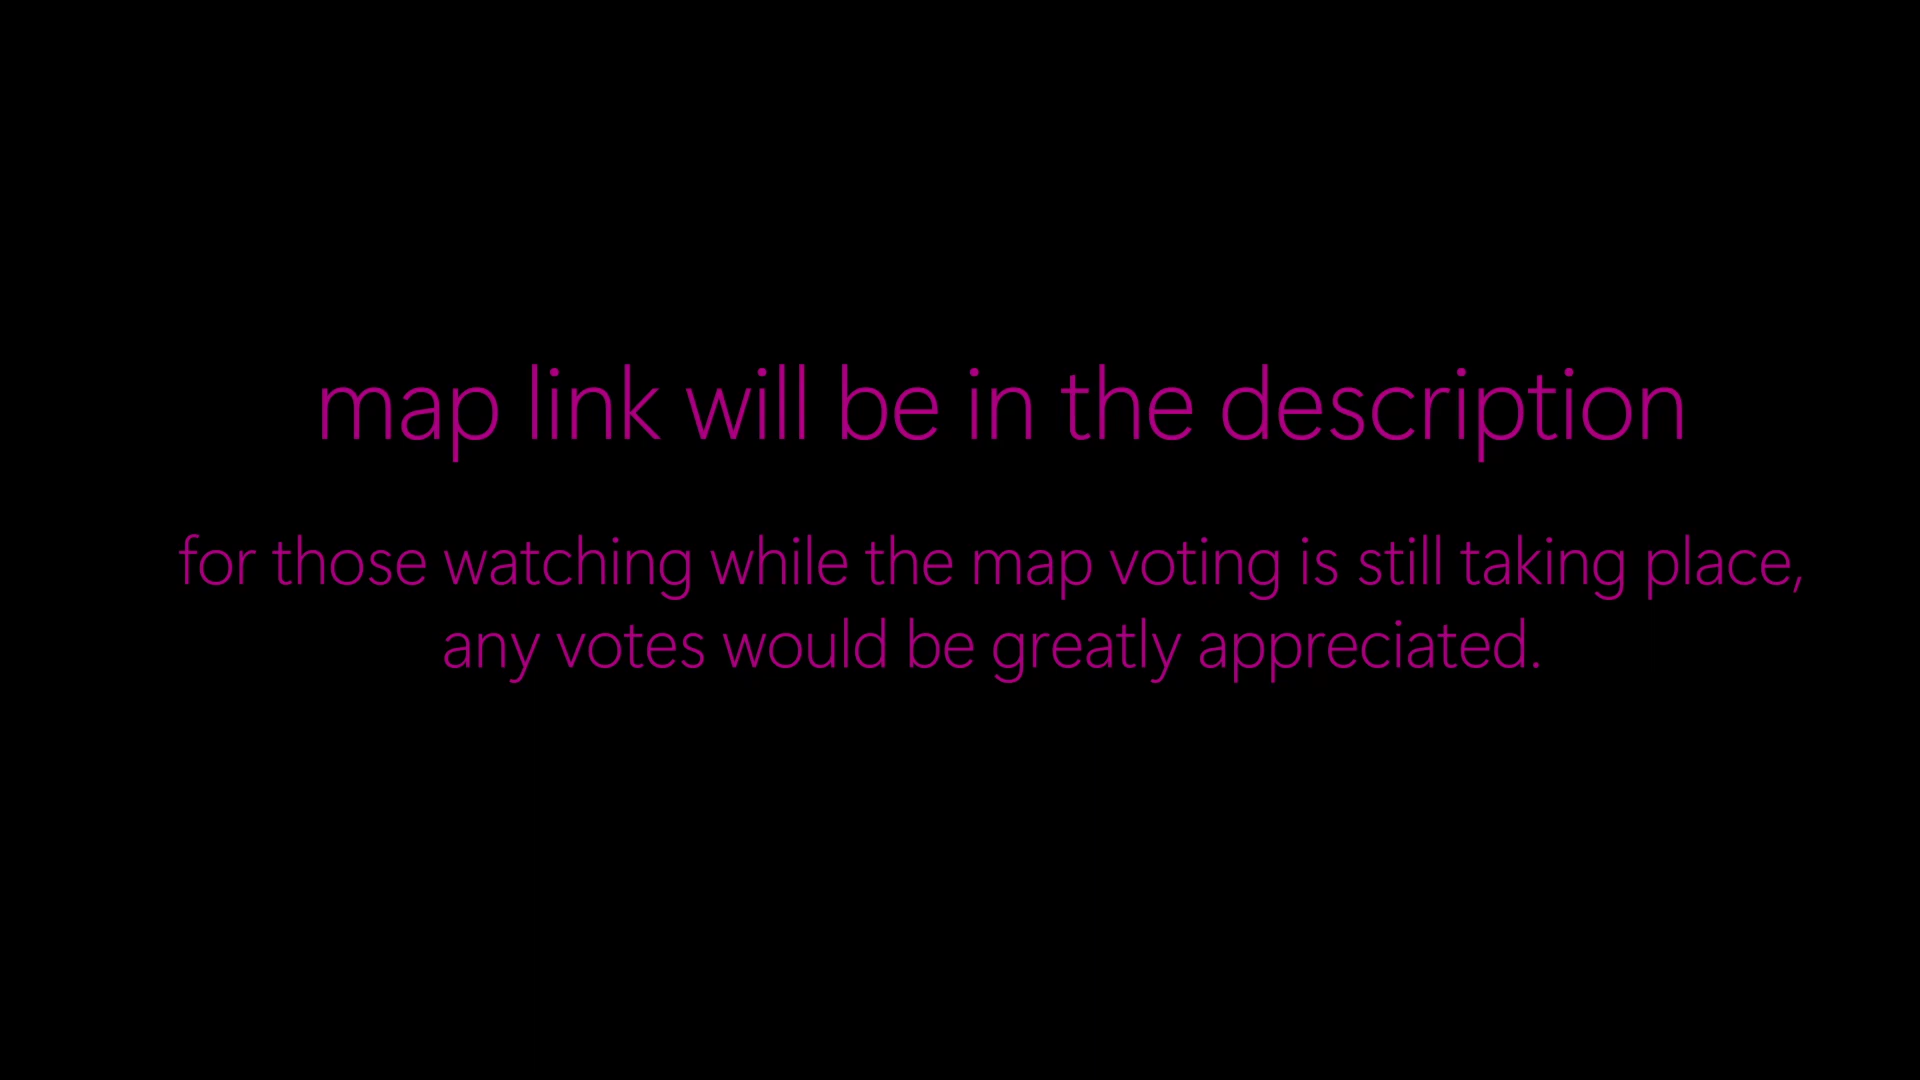 map link will be in the description
for those watching while the map voting is still taking place,
any votes would be greatly appreciated.